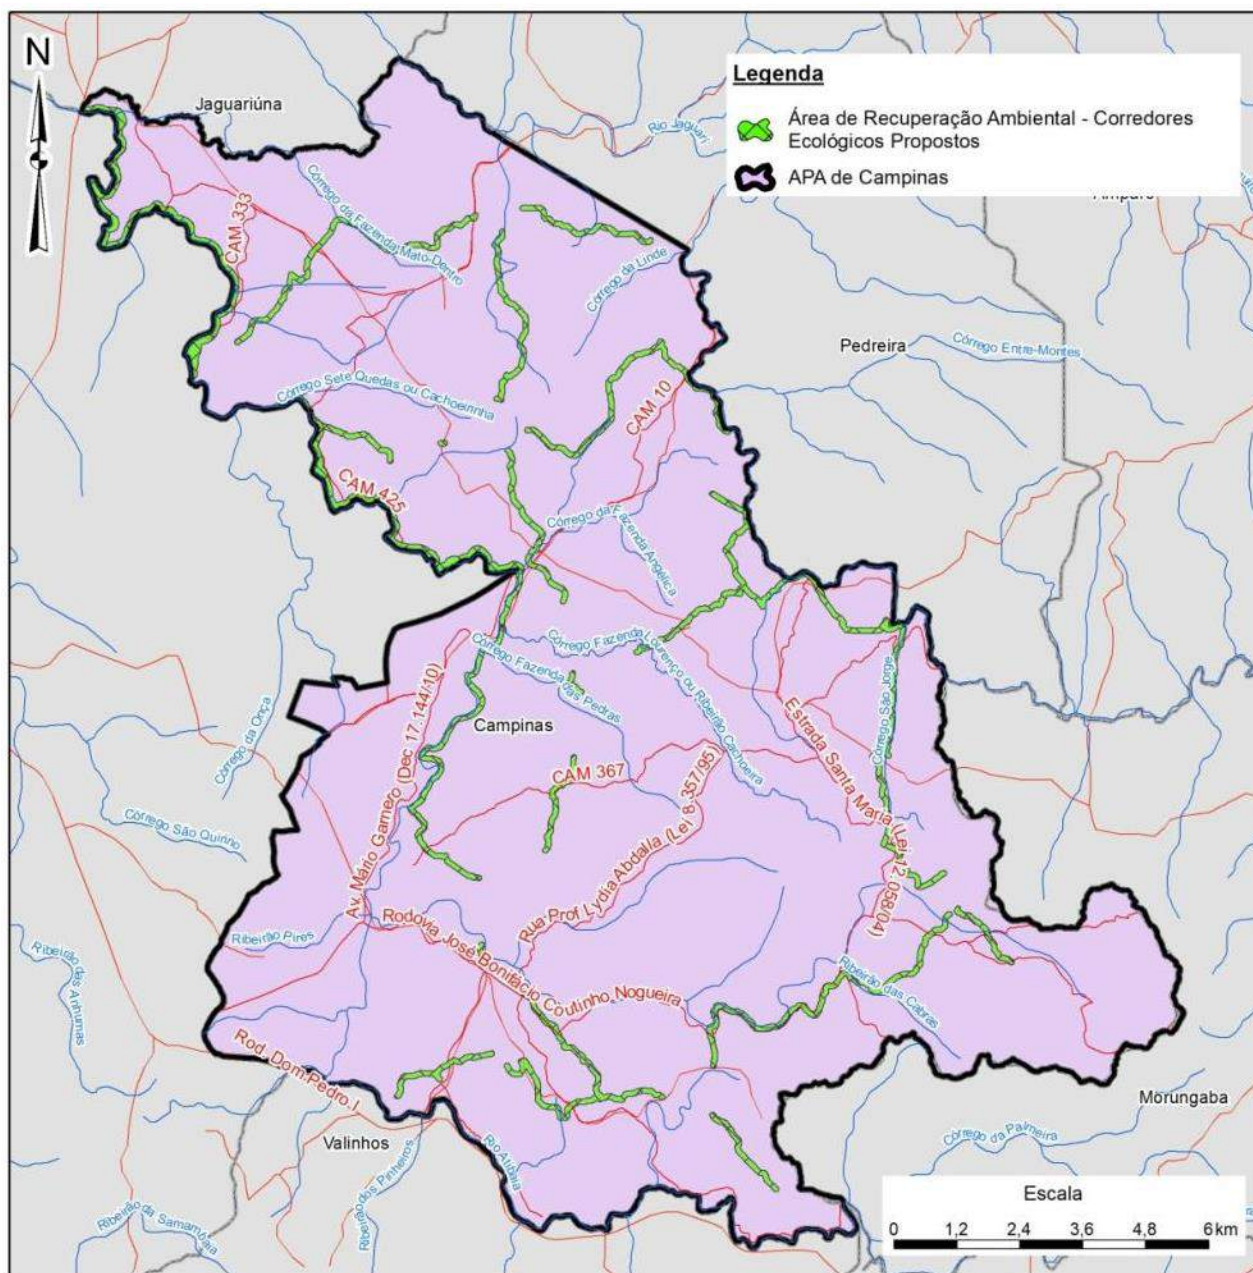 N
Legenda
Área de Recuperação Ambiental - Corredores
Ecológicos Propostos
APA de Campinas
Jaguariúna
Rio Jaguari
Amparo
Córrego da Fazenda Mato-Dentro
CAM 333
Córrego da Linde
Pedreira
Córrego Entre-Montes
Córrego Sete Quedas ou Cachoeirinha
CAM 10
CAM 425
Córrego da Fazenda Angélica
Córrego Fazenda Lourenço ou Ribeirão Cachoeira
Córrego Fazenda das Pedras
Córrego São Jorge
Córrego da Onça
Campinas
Estrada Santa Maria (Lei 12.058/04)
Av. Mário Garnero (Dec 17.144/10)
CAM 367
Rua Prof Lydia Abdalla (Lei 8.357/95)
Córrego São Quirino
Rodovia José Bonifácio Coutinho Nogueira
Ribeirão Pires
Ribeirão das Anhumas
Ribeirão das Cabras
Rod. Dom Pedro I
Morungaba
Córrego da Palmeira
Valinhos
Rio Atibaia
Ribeirão dos Pinheiros
Ribeirão da Samambaia
Escala
0 1,2 2,4 3,6 4,8 6 km